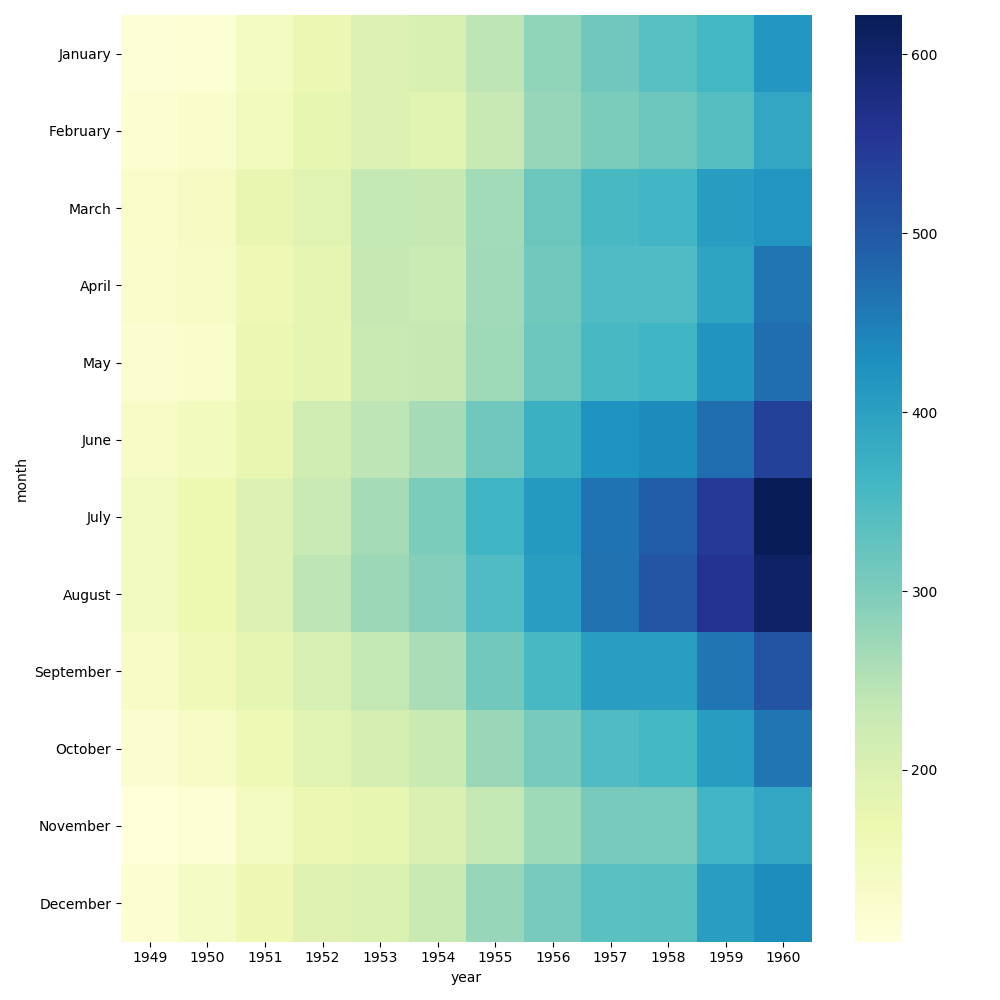 month
January
February
March
April
May
June
July
August
September
October
November
December
1949 1950 1951 1952 1953 1954 1955 1956 1957 1958 1959 1960
year
600
500
400
300
200